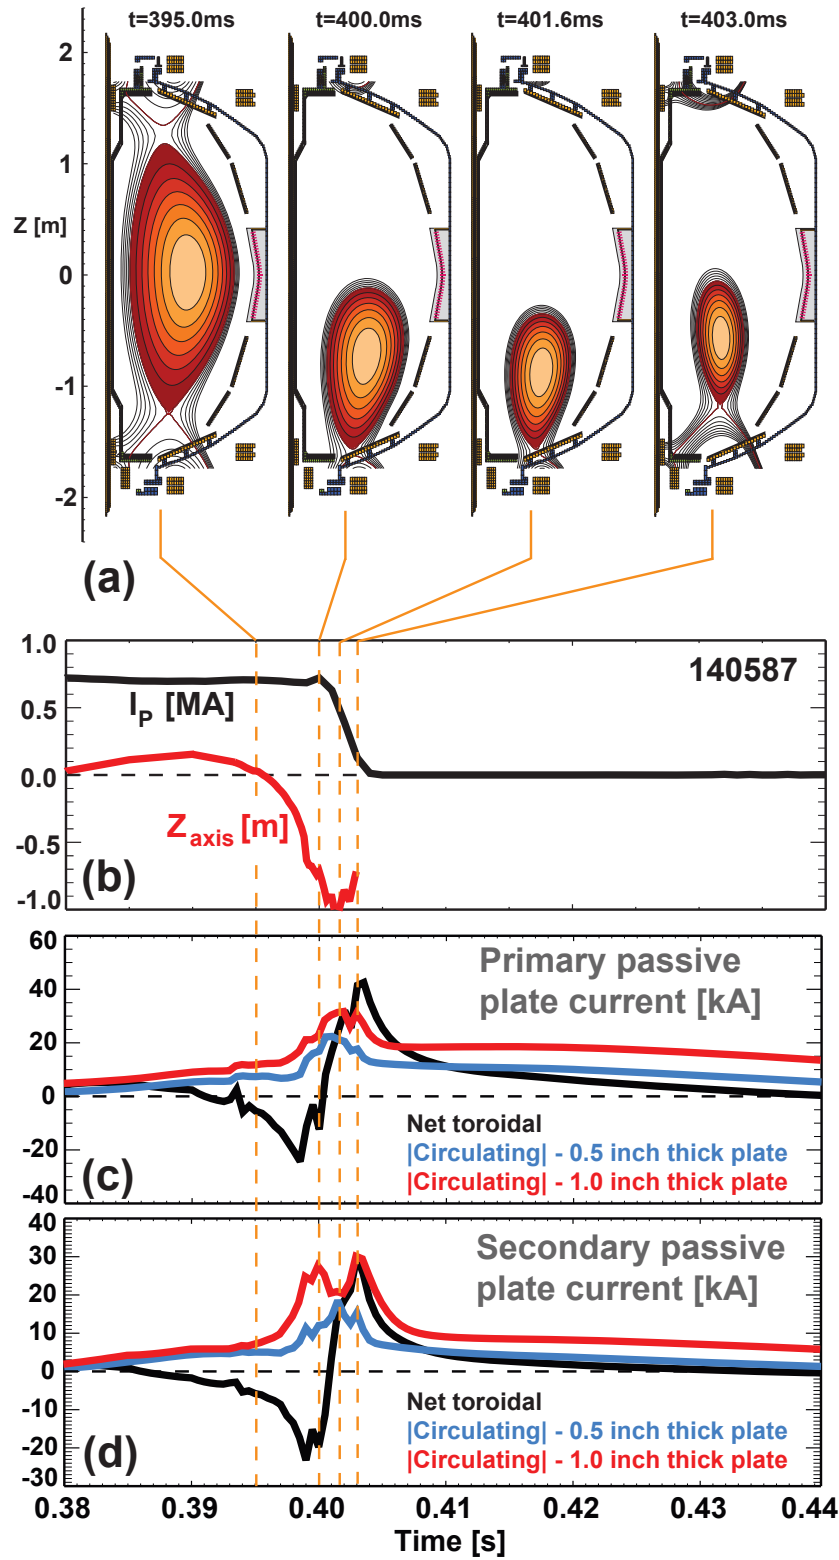 t=395.0ms t=400.0ms t=401.6ms t=403.0ms
2
1
Z [m]
0
-1
-2
(a)
1.0
140587
I_P [MA]
0.5
0.0
Z_axis [m]
-0.5
(b)
-1.0
60
Primary passive
plate current [kA]
40
20
0
Net toroidal
|Circulating| - 0.5 inch thick plate
-20
(c)
|Circulating| - 1.0 inch thick plate
-40
40
Secondary passive
plate current [kA]
30
20
10
0
Net toroidal
-10
|Circulating| - 0.5 inch thick plate
-20
(d)
|Circulating| - 1.0 inch thick plate
-30
0.38 0.39 0.40 0.41 0.42 0.43 0.44
Time [s]